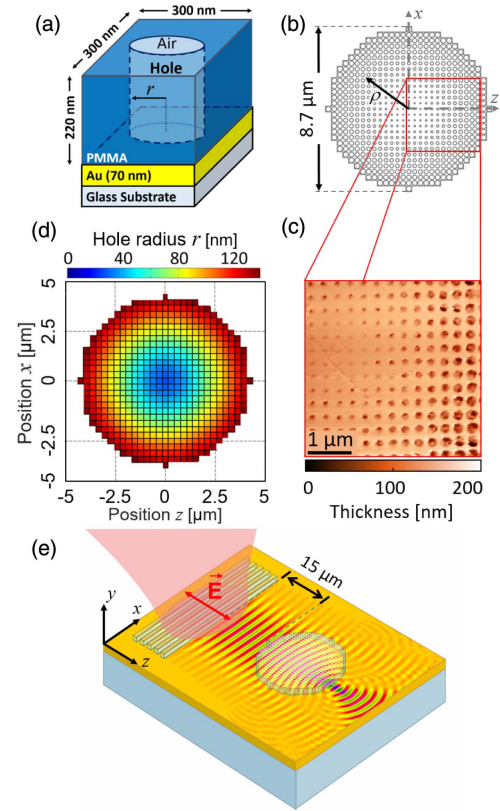 (a)
300 nm
300 nm
Air
Hole
r
220 nm
PMMA
Au (70 nm)
Glass Substrate
(b)
x
z
ρ
8.7 μm
(c)
1 μm
0 100 200
Thickness [nm]
(d)
Hole radius r [nm]
0 40 80 120
5
2.5
0
-2.5
-5
Position x [μm]
-5 -2.5 0 2.5 5
Position z [μm]
(e)
15 μm
E
y
x
z